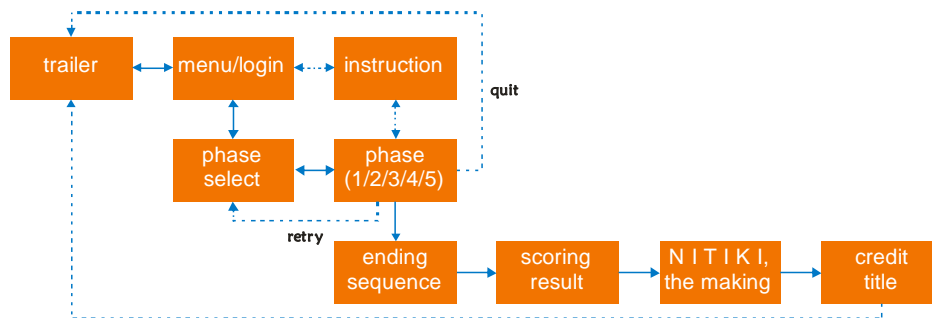 trailer
menu/login
instruction
quit
phase
select
phase
(1/2/3/4/5)
retry
ending
sequence
scoring
result
N I T I K I,
the making
credit
title